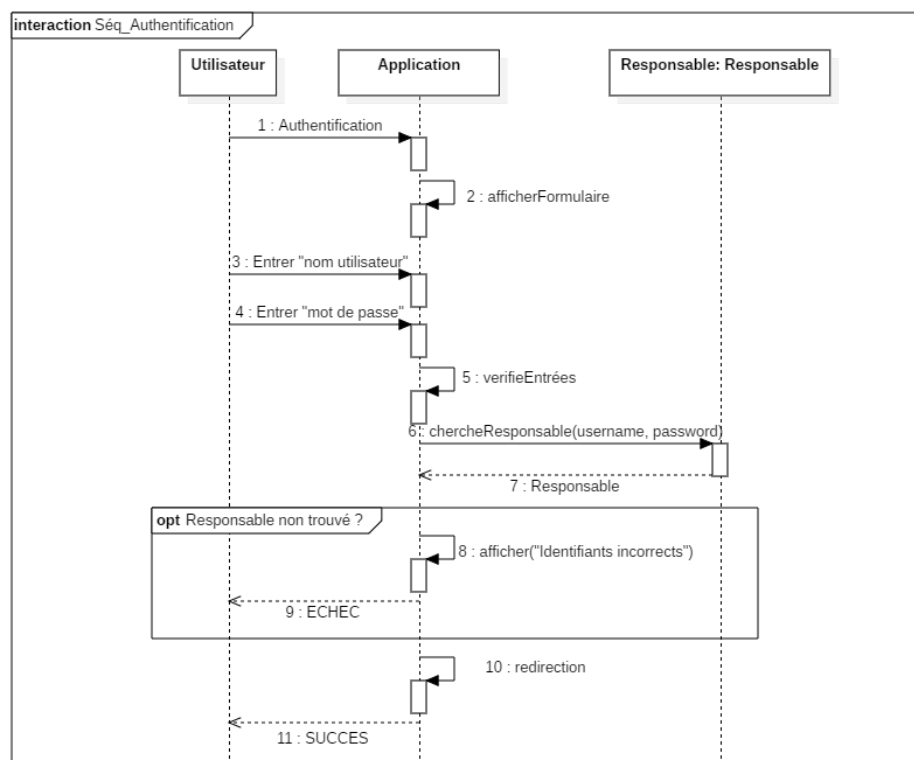 interaction Séq_Authentification
Utilisateur
Application
Responsable: Responsable
1 : Authentification
2 : afficherFormulaire
3 : Entrer "nom utilisateur"
4 : Entrer "mot de passe"
5 : verifieEntrées
6 : chercheResponsable(username, password)
7 : Responsable
opt Responsable non trouvé ?
8 : afficher("Identifiants incorrects")
9 : ECHEC
10 : redirection
11 : SUCCES